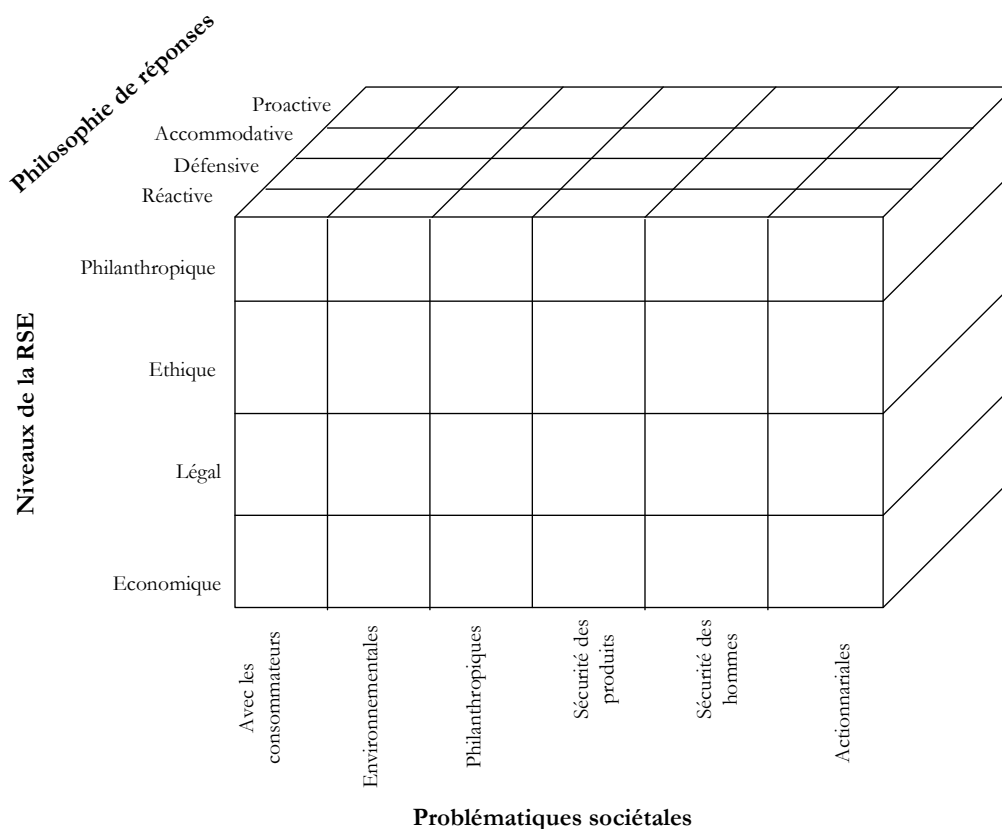 Philosophie de réponses
Proactive
Accommodative
Défensive
Réactive
Niveaux de la RSE
Philanthropique
Ethique
Légal
Economique
Avec les
consommateurs
Environnementales
Philanthropiques
Sécurité des
produits
Sécurité des
hommes
Actionnariales
Problématiques sociétales